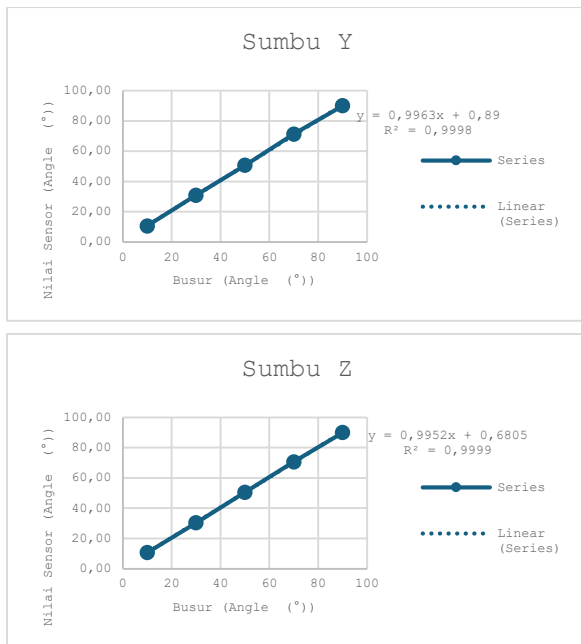 Sumbu Y
100,00
80,00
60,00
40,00
20,00
0,00
Nilai Sensor (Angle (°))
0 20 40 60 80 100
Busur (Angle (°))
y = 0,9963x + 0,89
R² = 0,9998
Series
Linear
(Series)
Sumbu Z
100,00
80,00
60,00
40,00
20,00
0,00
Nilai Sensor (Angle (°))
0 20 40 60 80 100
Busur (Angle (°))
y = 0,9952x + 0,6805
R² = 0,9999
Series
Linear
(Series)